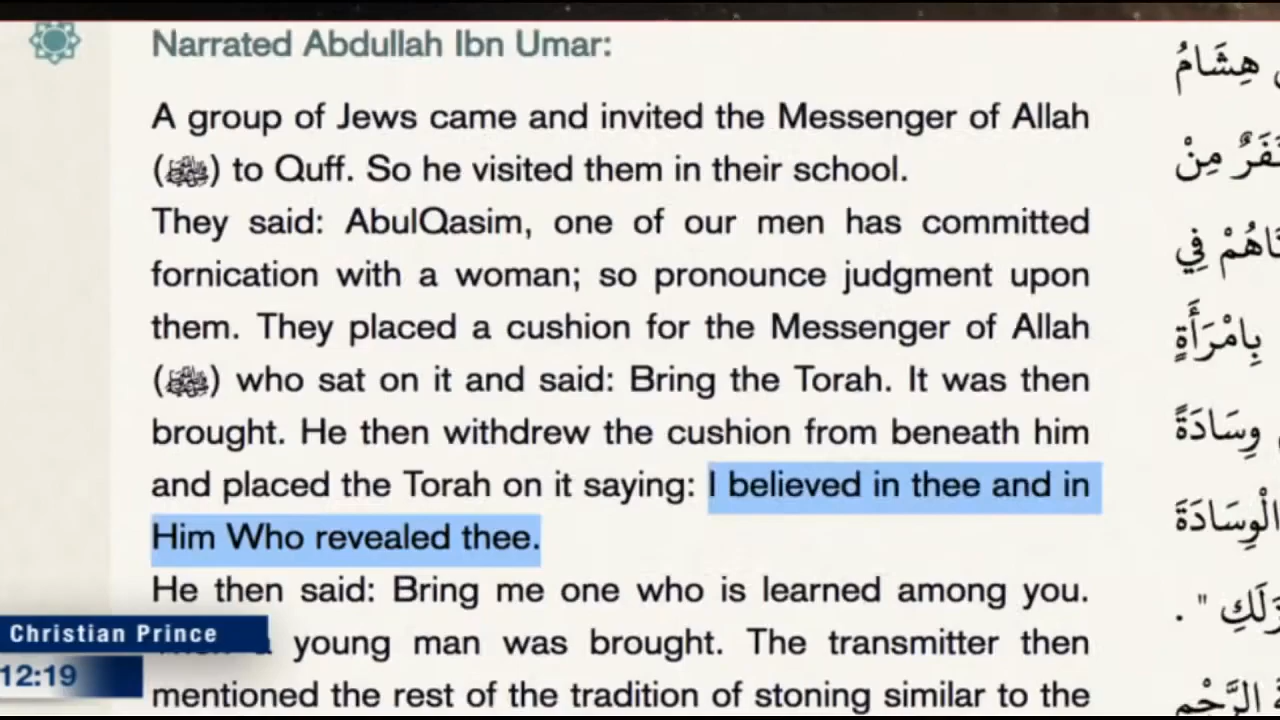 Narrated Abdullah Ibn Umar:
A group of Jews came and invited the Messenger of Allah
(ﷺ) to Quff. So he visited them in their school.
They said: AbulQasim, one of our men has committed
fornication with a woman; so pronounce judgment upon
them. They placed a cushion for the Messenger of Allah
(ﷺ) who sat on it and said: Bring the Torah. It was then
brought. He then withdrew the cushion from beneath him
and placed the Torah on it saying: I believed in thee and in
Him Who revealed thee.
He then said: Bring me one who is learned among you.
young man was brought. The transmitter then
mentioned the rest of the tradition of stoning similar to the
هِشَامُ
مِنْ
فِي
بِامْرَأَةٍ
وِسَادَةً
الْوِسَادَةَ
" .
الرَّجْمِ
Christian Prince
12:19